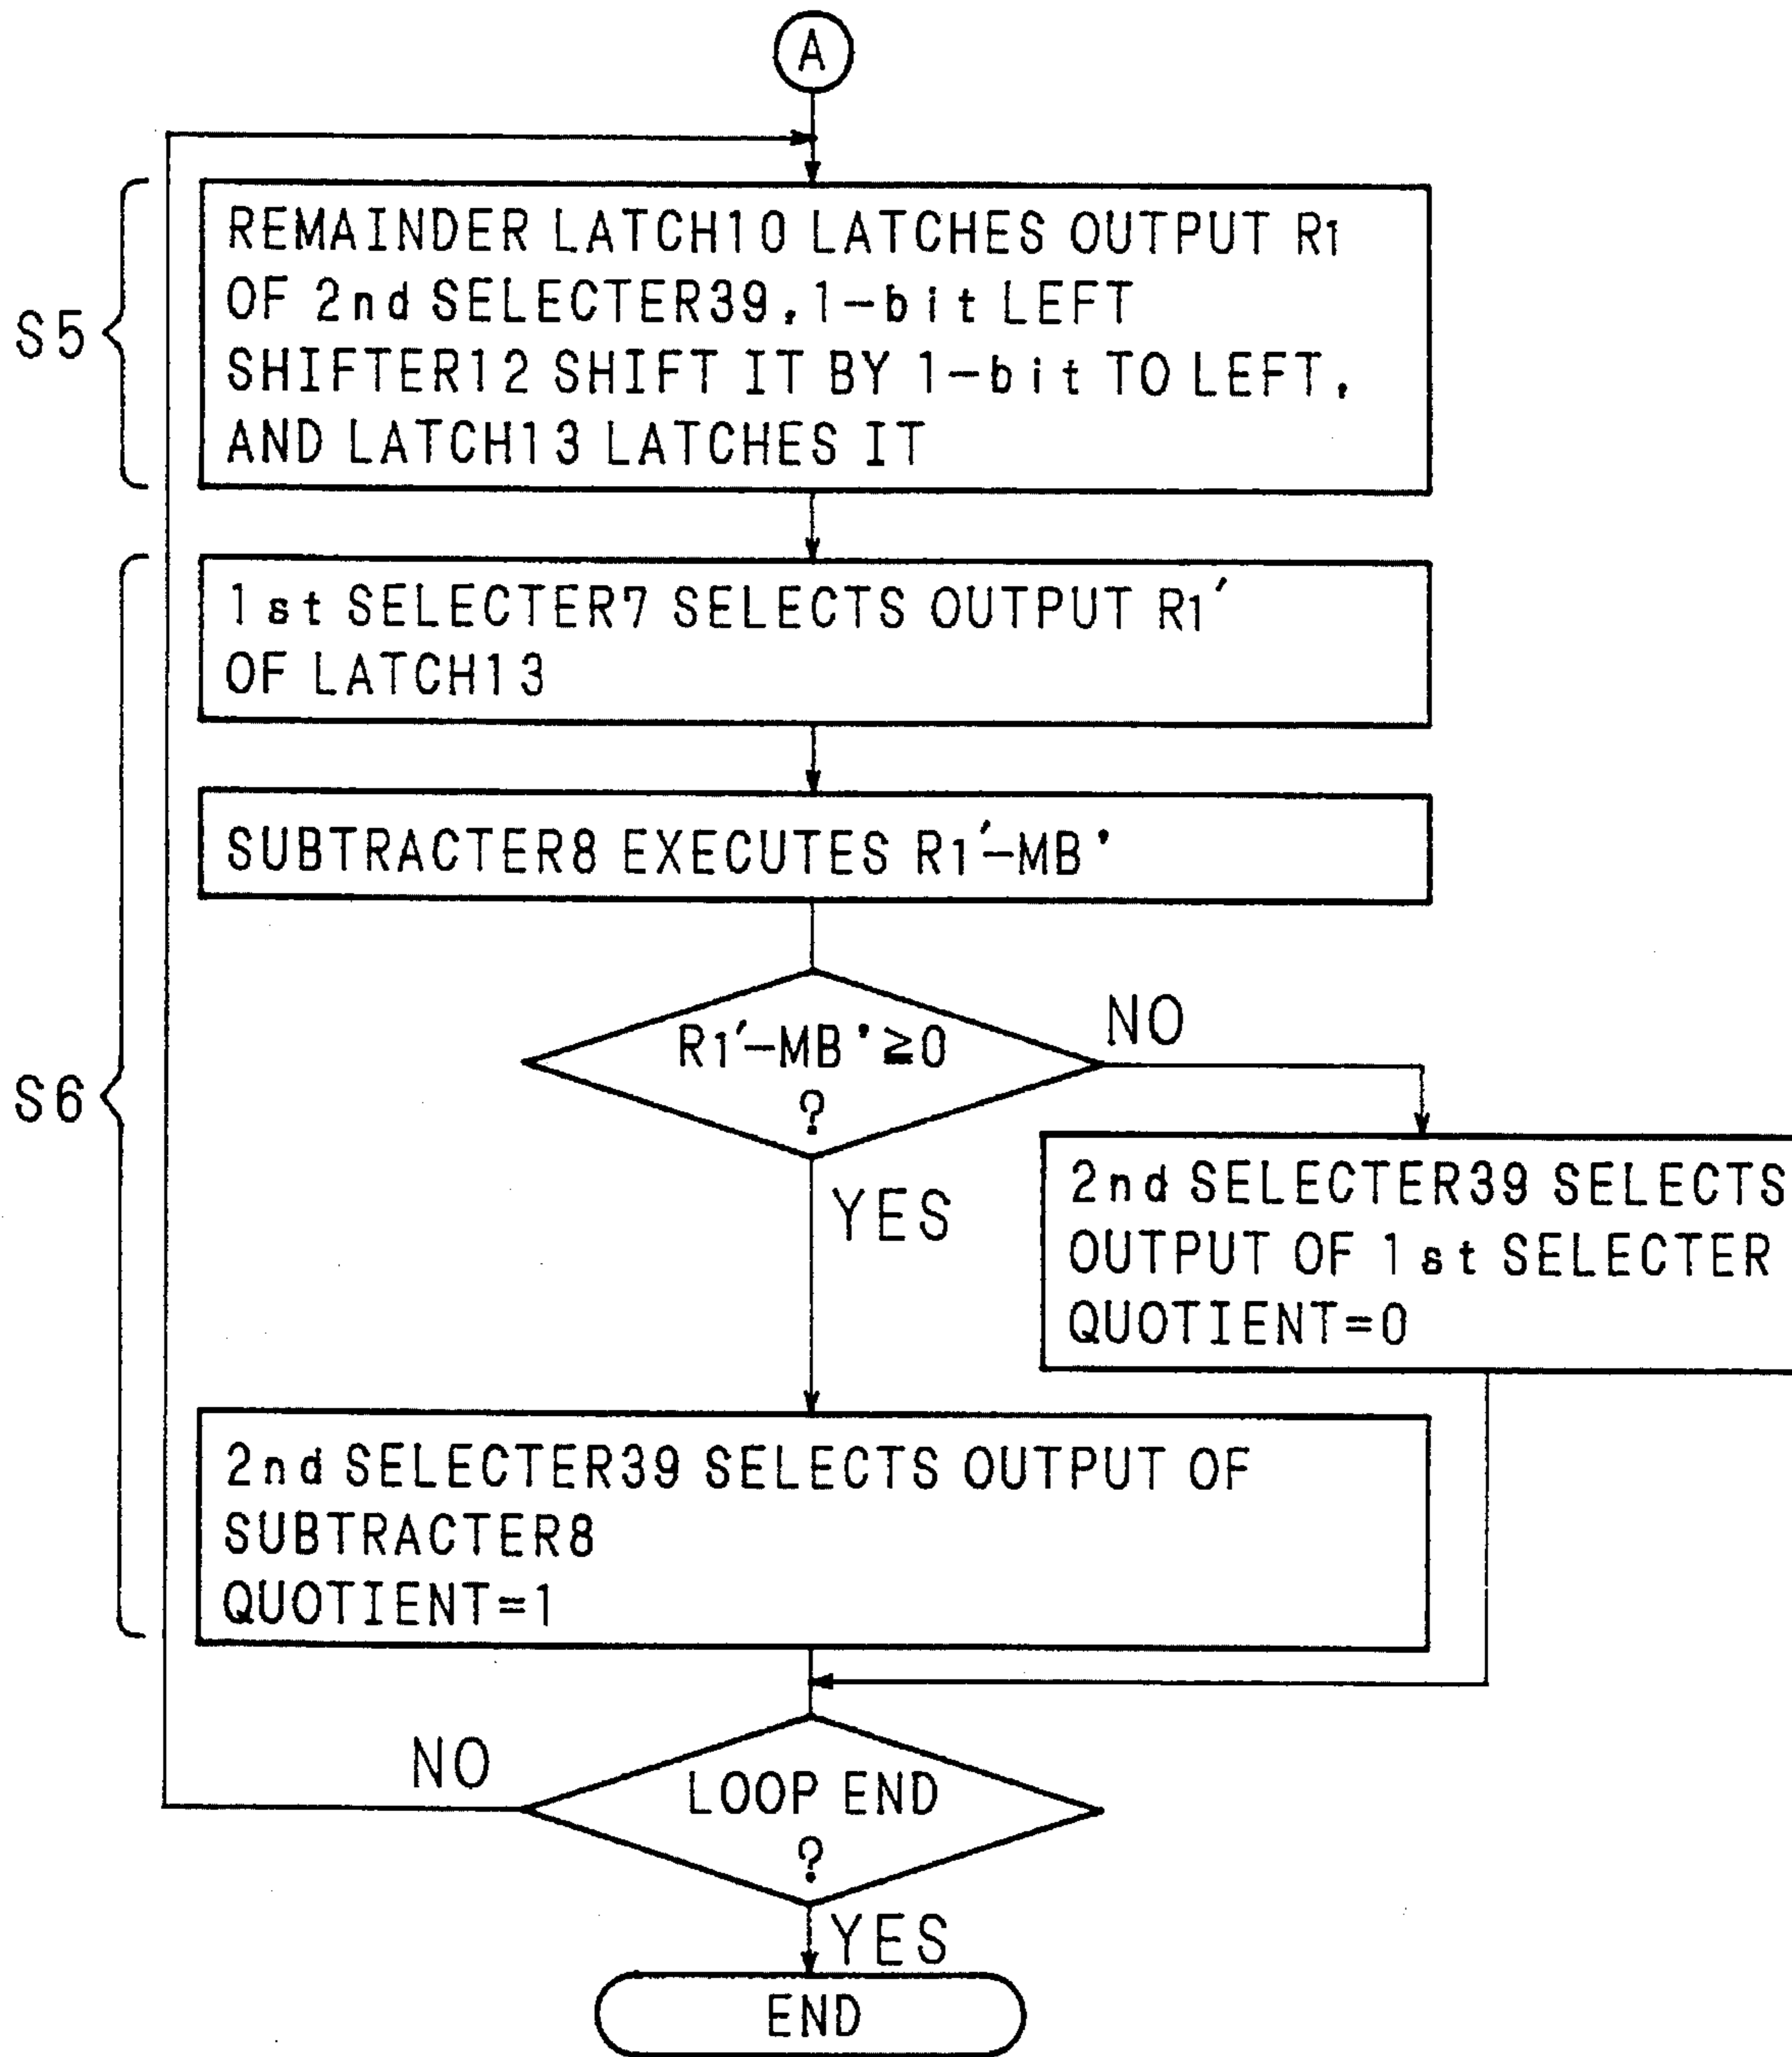 A
S5
REMAINDER LATCH10 LATCHES OUTPUT R1
OF 2nd SELECTER39, 1-bit LEFT
SHIFTER12 SHIFT IT BY 1-bit TO LEFT,
AND LATCH13 LATCHES IT
S6
1st SELECTER7 SELECTS OUTPUT R1′
OF LATCH13
SUBTRACTER8 EXECUTES R1′-MB'
R1′-MB'≧0
?
NO
YES
2nd SELECTER39 SELECTS
OUTPUT OF 1st SELECTER
QUOTIENT=0
2nd SELECTER39 SELECTS OUTPUT OF
SUBTRACTER8
QUOTIENT=1
NO
LOOP END
?
YES
END